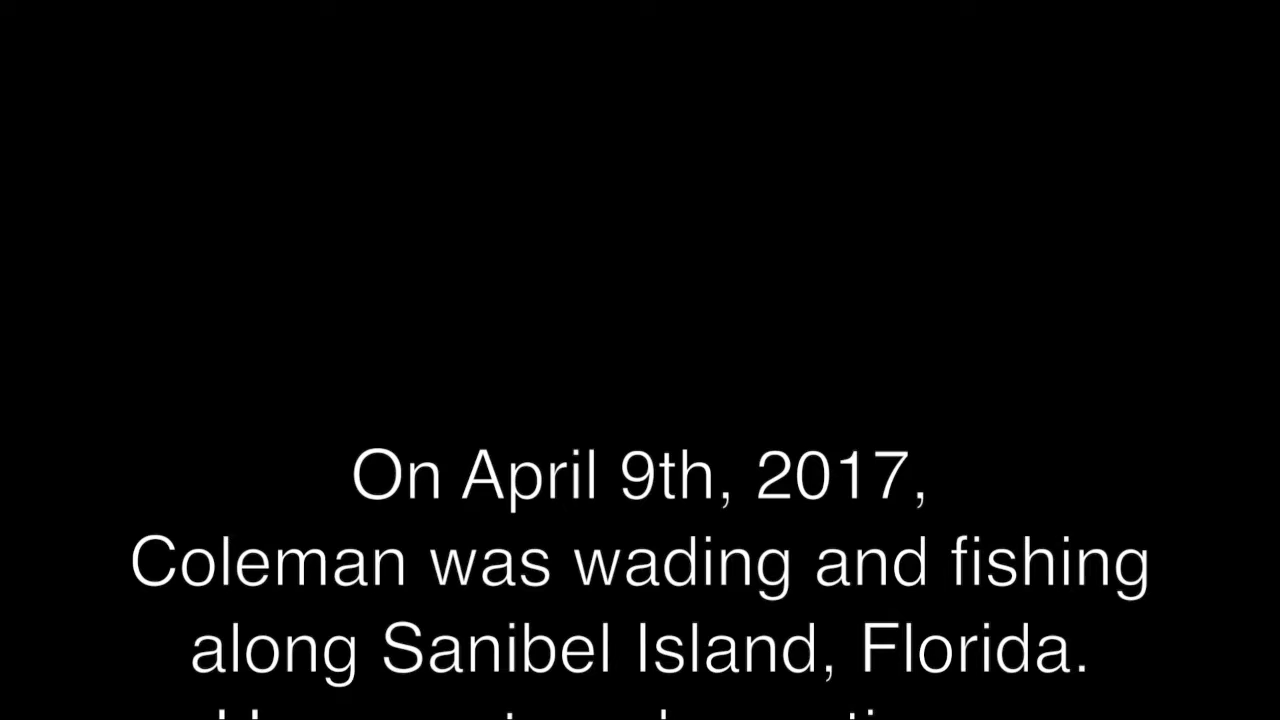 On April 9th, 2017,
Coleman was wading and fishing
along Sanibel Island, Florida.